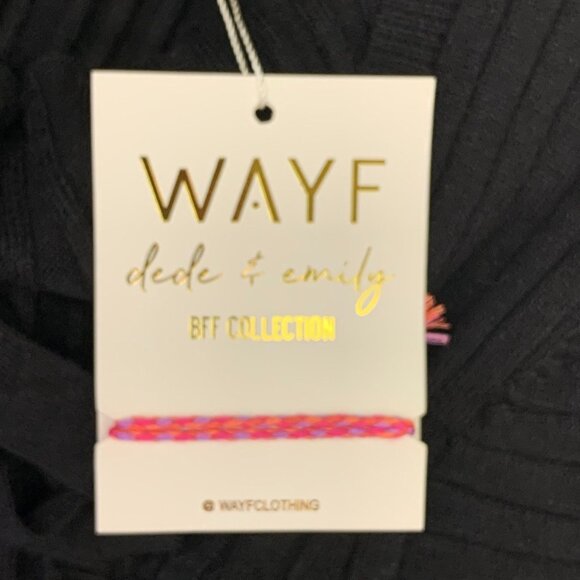 WAYF
dede & emily
BFF COLLECTION
@ WAYFCLOTHING